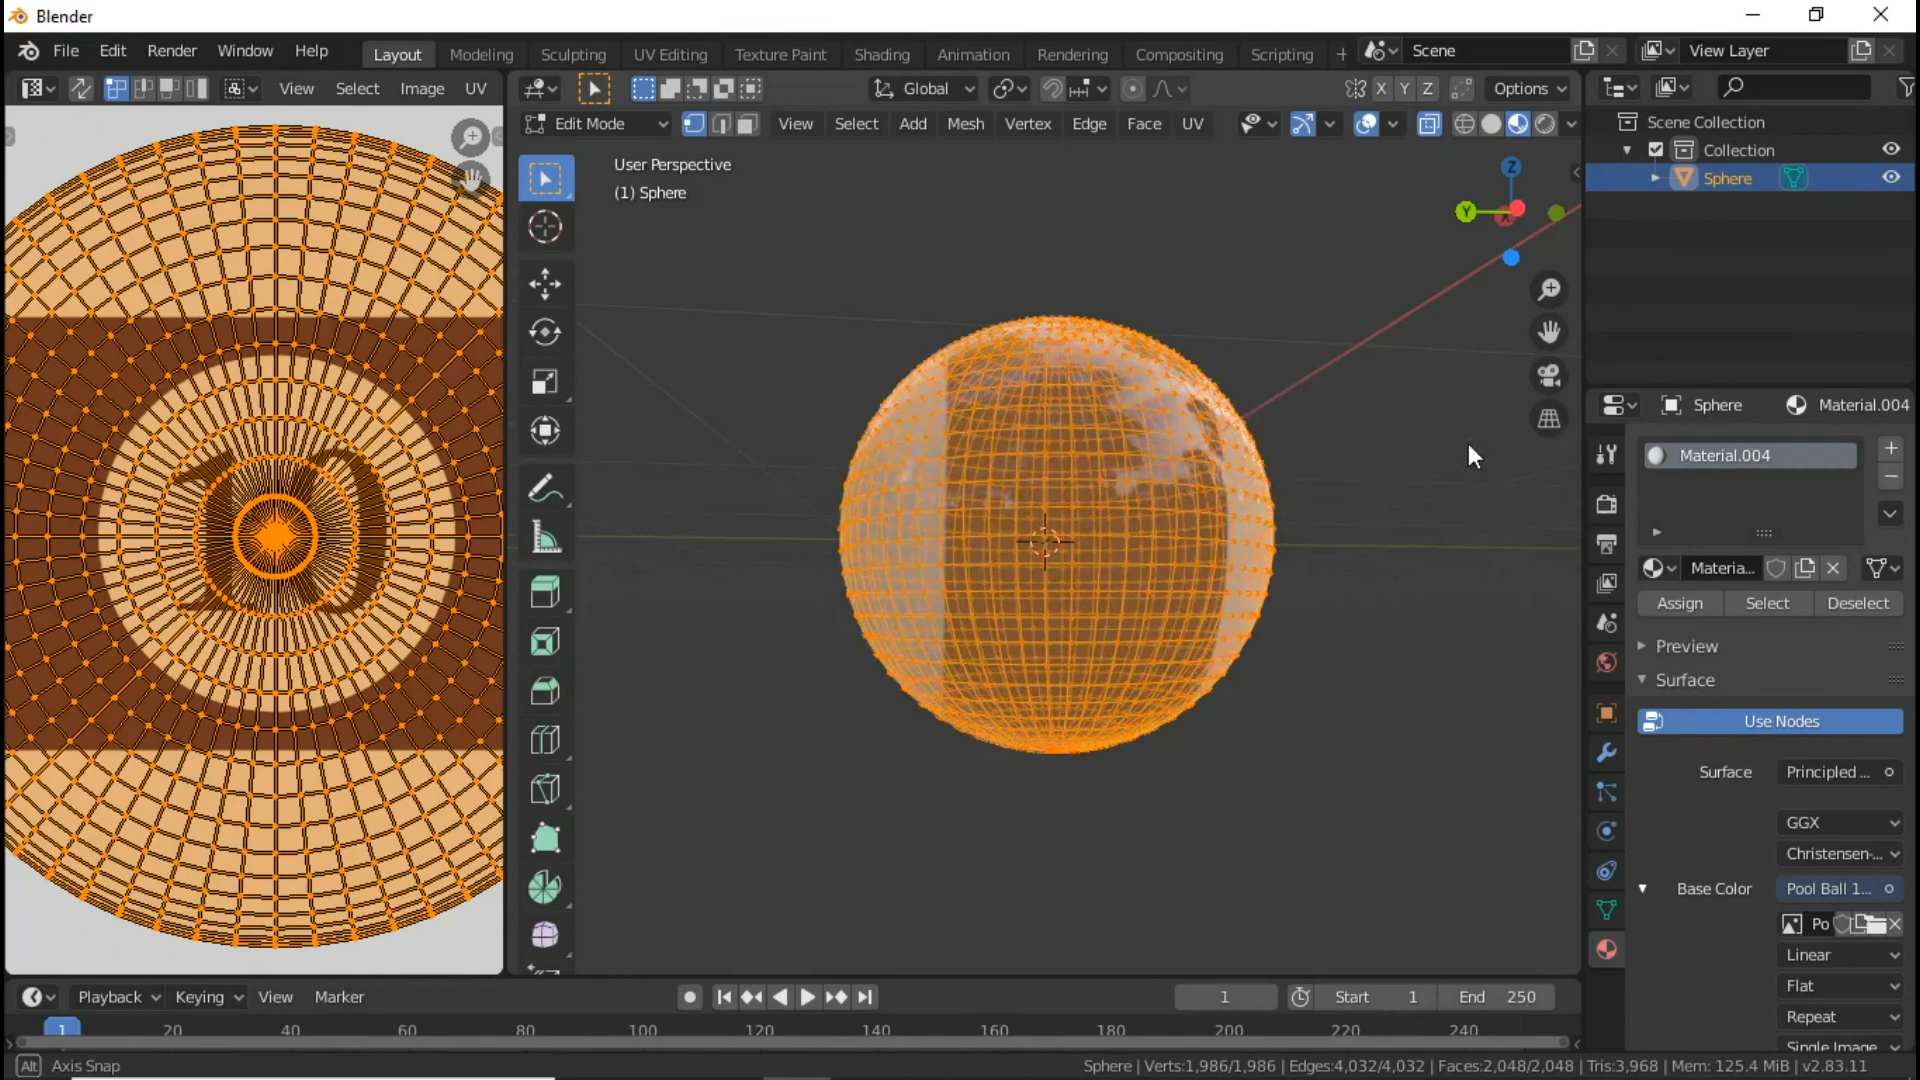 Blender
File Edit Render Window Help Layout Modeling Sculpting UV Editing Texture Paint Shading Animation Rendering Compositing Scripting + Scene View Layer
View Select Image UV Global X Y Z Options
Edit Mode View Select Add Mesh Vertex Edge Face UV
User Perspective
(1) Sphere
Z
Y
X
Scene Collection
Collection
Sphere
Sphere Material.004
Material.004
Materia...
Assign Select Deselect
Preview
Surface
Use Nodes
Surface Principled ...
GGX
Christensen-...
Base Color Pool Ball 1...
Po
Linear
Flat
Repeat
Single Image
Playback Keying View Marker 1 Start 1 End 250
1 20 40 60 80 100 120 140 160 180 200 220 240
Alt Axis Snap Sphere | Verts:1,986/1,986 | Edges:4,032/4,032 | Faces:2,048/2,048 | Tris:3,968 | Mem: 125.4 MiB | v2.83.11